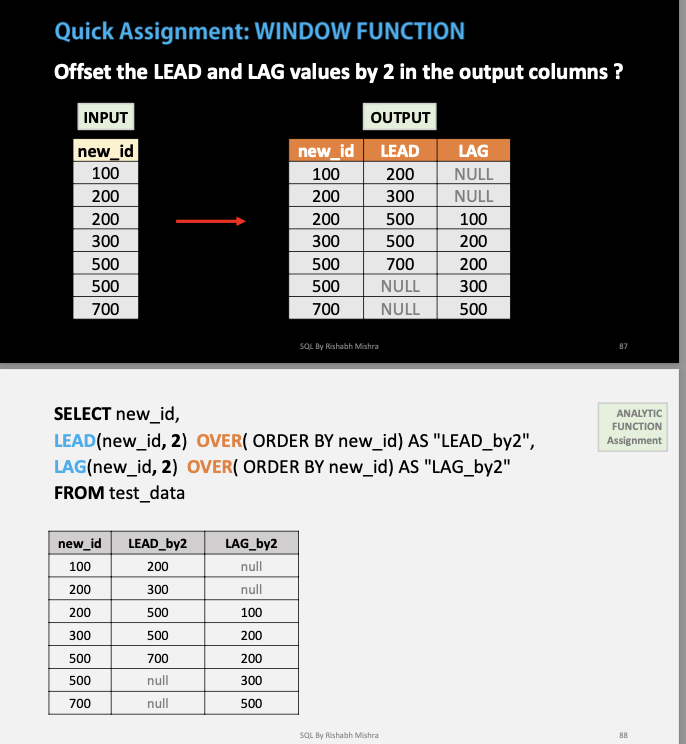 Quick Assignment: WINDOW FUNCTION
Offset the LEAD and LAG values by 2 in the output columns ?
INPUT
new_id
100
200
200
300
500
500
700
OUTPUT
new_id LEAD LAG
100 200 NULL
200 300 NULL
200 500 100
300 500 200
500 700 200
500 NULL 300
700 NULL 500
SQL By Rishabh Mishra 87
SELECT new_id,
LEAD(new_id, 2) OVER( ORDER BY new_id) AS "LEAD_by2",
LAG(new_id, 2) OVER( ORDER BY new_id) AS "LAG_by2"
FROM test_data
ANALYTIC
FUNCTION
Assignment
new_id LEAD_by2 LAG_by2
100 200 null
200 300 null
200 500 100
300 500 200
500 700 200
500 null 300
700 null 500
SQL By Rishabh Mishra 88